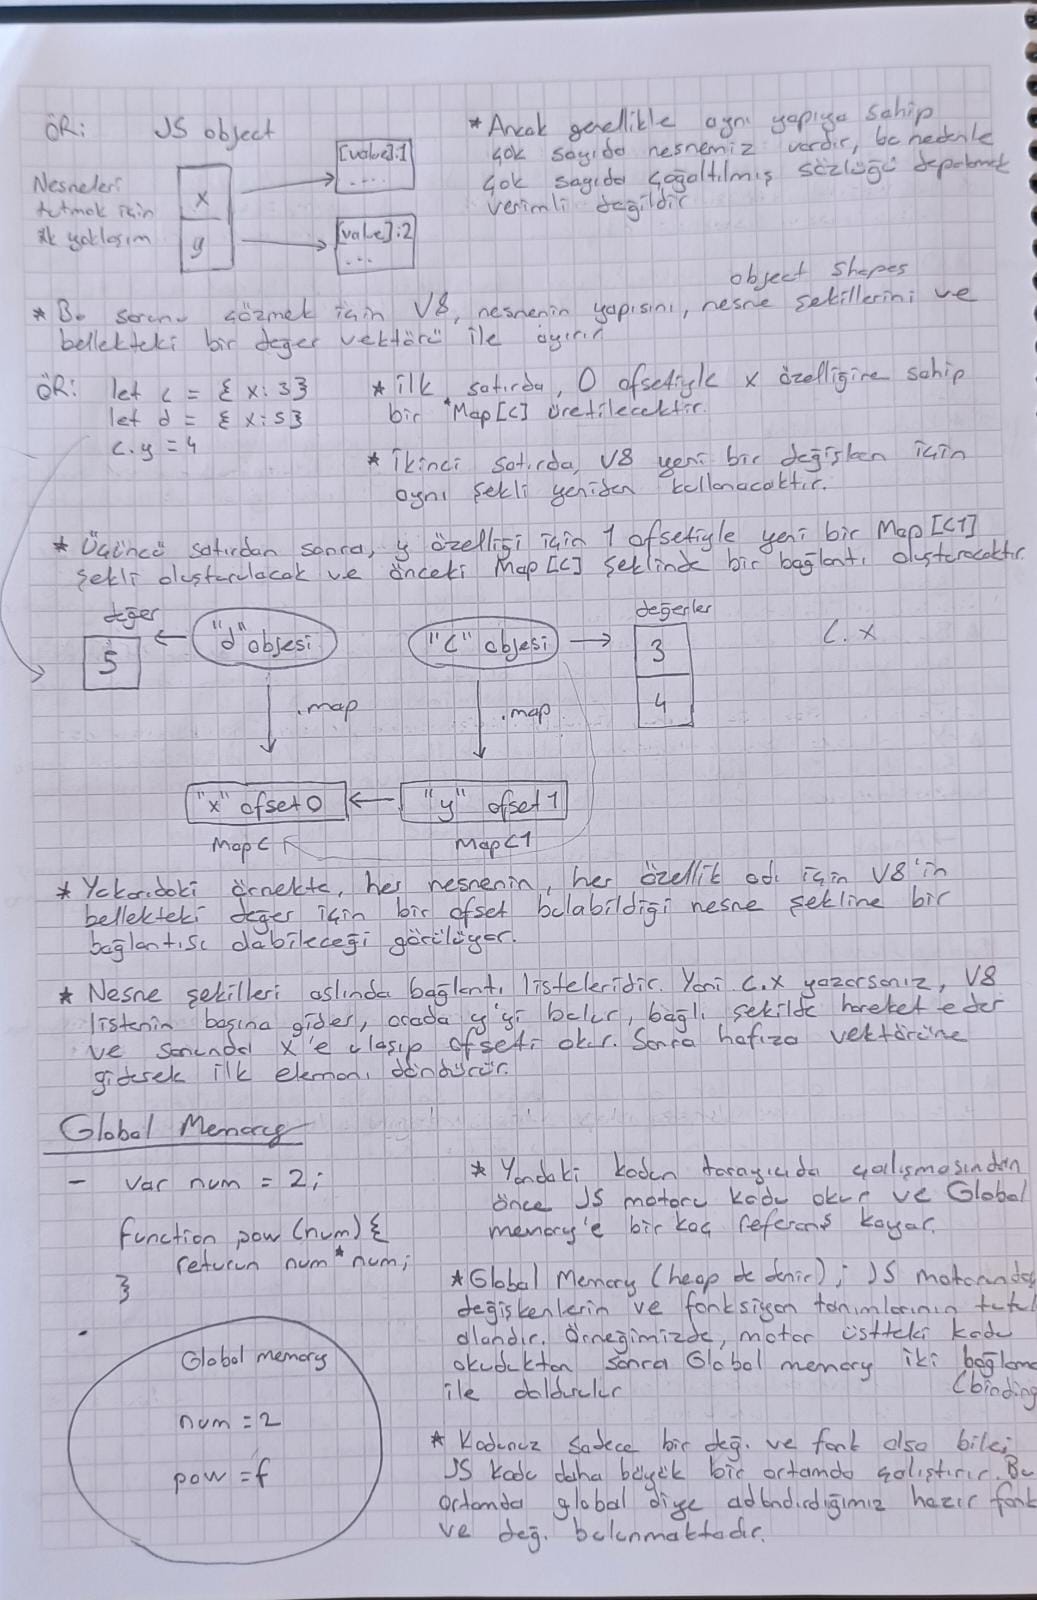 ÖR: JS object
Nesneleri
tutmak için
ilk yaklaşım
x
y
[value]:1
....
[value]:2
...
* Ancak genellikle aynı yapıya sahip
çok sayıda nesnemiz vardır, bu nedenle
çok sayıda çoğaltılmış sözlüğü depolamak
verimli değildir
object shapes
* Bu sorunu çözmek için V8, nesnenin yapısını, nesne şekillerini ve
bellekteki bir değer vektörü ile ayırır
ÖR: let c = { x: 3}
let d = { x: 5}
c.y = 4
* ilk satırda, 0 ofsetiyle x özelliğine sahip
bir "Map[C] üretilecektir.
* İkinci satırda, V8 yeni bir değişken için
aynı şekli yeniden kullanacaktır.
* Üçüncü satırdan sonra, y özelliği için 1 ofsetiyle yeni bir Map[C1]
şekli oluşturulacak ve önceki Map[C] şeklinde bir bağlantı oluşturacaktır.
değer
5
"d" objesi
"C" objesi
değerler
3
4
C.x
.map
.map
"x" ofset 0
"y" ofset 1
Map C
Map C1
* Yukarıdaki örnekte, her nesnenin, her özellik adı için V8'in
bellekteki değer için bir ofset bulabildiği nesne şekline bir
bağlantısı olabileceği görülüyor.
* Nesne şekilleri aslında bağlantı listeleridir. Yani c.x yazarsanız, V8
listenin başına gider, orada y'yi bulur, bağlı şekilde hareket eder
ve sonunda x'e ulaşıp ofseti okur. Sonra hafıza vektörüne
giderek ilk elemanı döndürür.
Global Memory
- var num = 2;
function pow (num) {
return num * num;
}
* Yandaki kodun tarayıcıda çalışmasından
önce JS motoru kodu okur ve Global
memory'e bir kaç referans koyar.
* Global Memory (heap de denir); JS motorunda
değişkenlerin ve fonksiyon tanımlarının
alandır. Örneğimizde, motor üstteki kodu
okuduktan sonra Global memory iki bağlama
ile doldurulur (binding
Global memory
num = 2
pow = f
* Kodunuz sadece bir değ. ve fonk olsa bile;
JS kodu daha büyük bir ortamda çalıştırır. Bu
ortamda global diye adlandırdığımız hazır fonk
ve değ. bulunmaktadır.